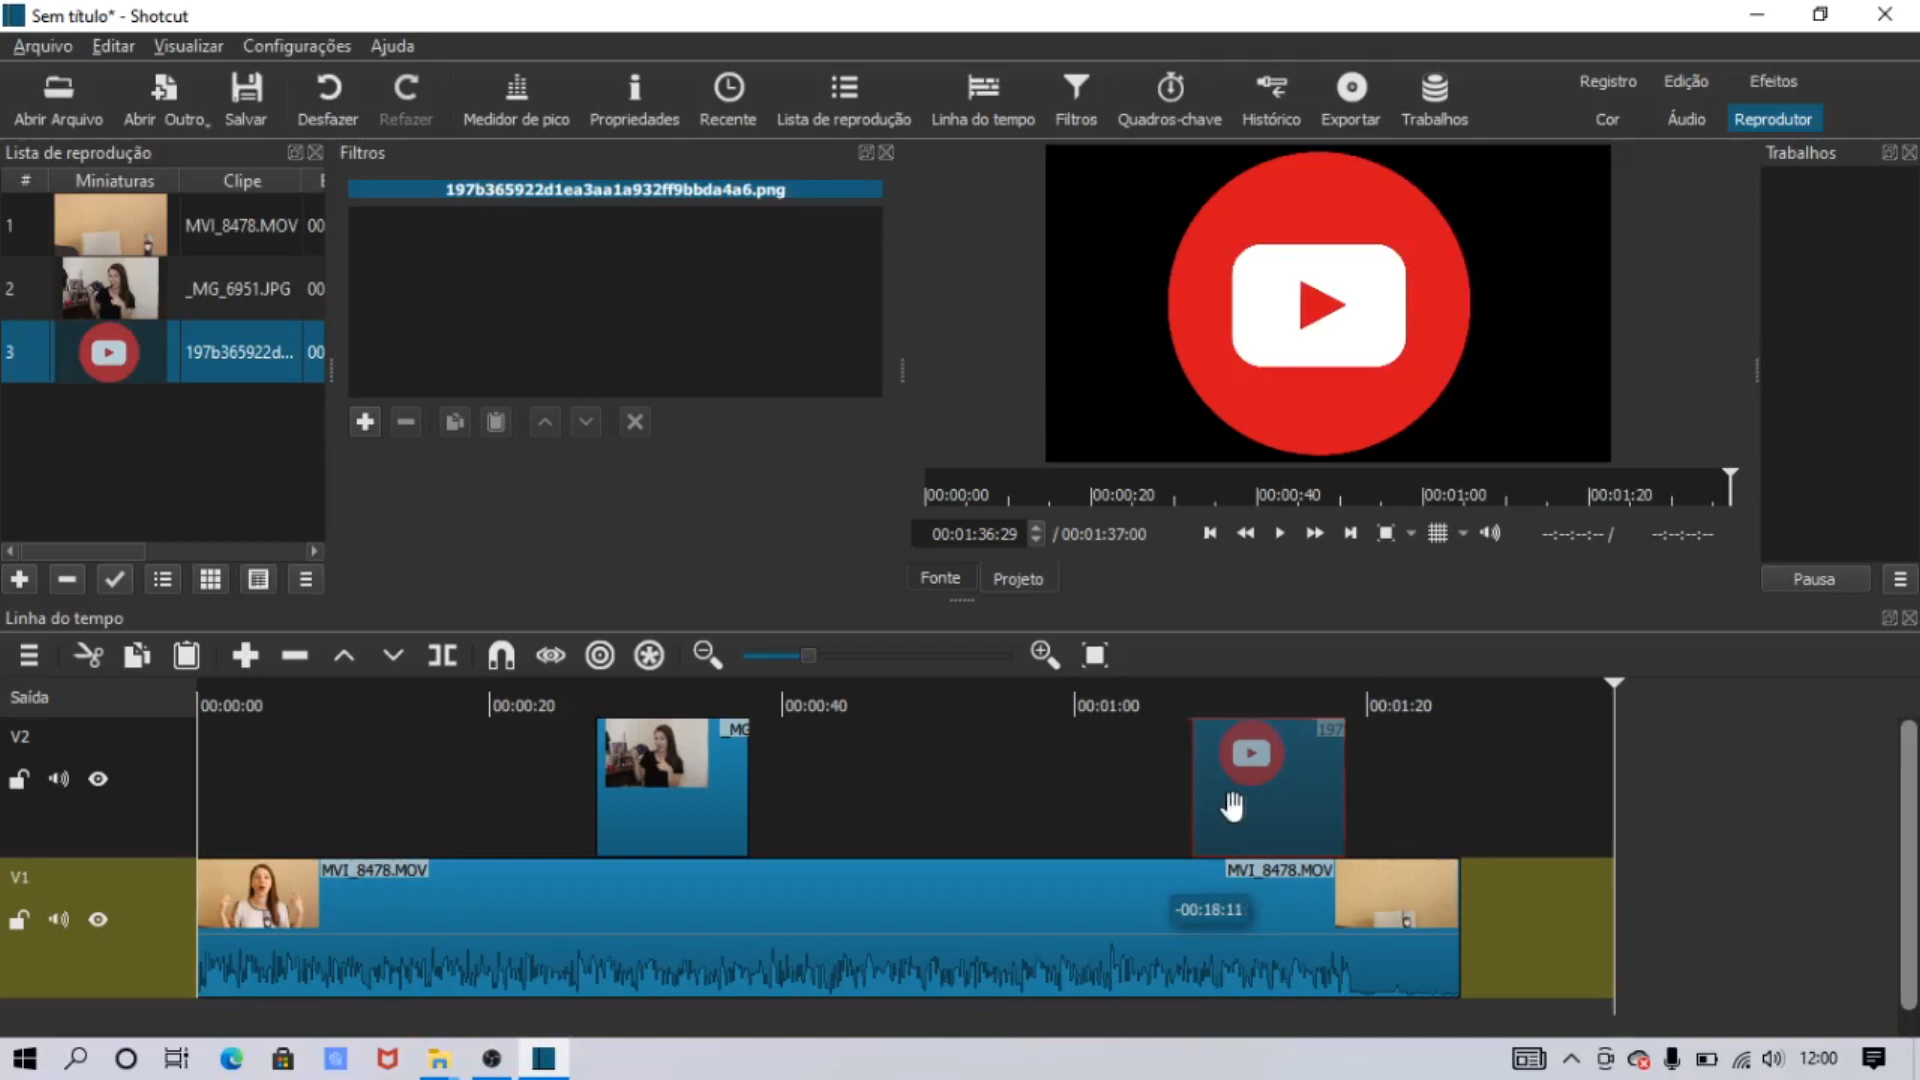 Sem título* - Shotcut
Arquivo Editar Visualizar Configurações Ajuda
Abrir Arquivo Abrir Outro Salvar Desfazer Refazer Medidor de pico Propriedades Recente Lista de reprodução Linha do tempo Filtros Quadros-chave Histórico Exportar Trabalhos
Registro Edição Efeitos
Cor Áudio Reprodutor
Lista de reprodução
# Miniaturas Clipe
1 MVI_8478.MOV 00
2 _MG_6951.JPG 00
3 197b365922d... 00
Filtros
197b365922d1ea3aa1a932ff9bbda4a6.png
00:00:00 00:00:20 00:00:40 00:01:00 00:01:20
00:01:36:29 / 00:01:37:00 --:--:--:-- / --:--:--:--
Fonte Projeto
Trabalhos
Pausa
Linha do tempo
Saída
00:00:00 00:00:20 00:00:40 00:01:00 00:01:20
V2
_MG
197
V1
MVI_8478.MOV MVI_8478.MOV
-00:18:11
12:00